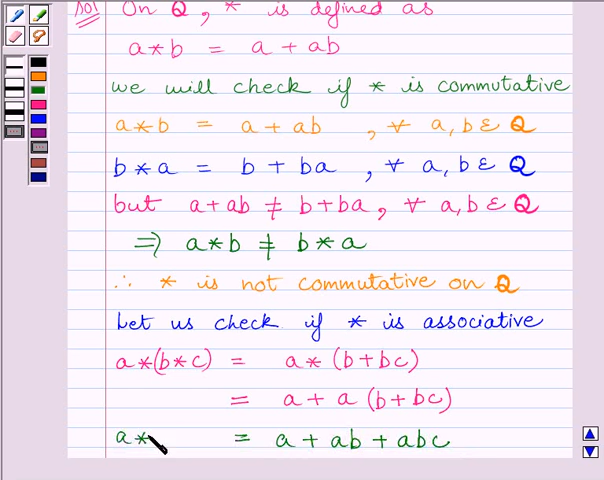 Sol On Q, * is defined as
a*b = a + ab
we will check if * is commutative
a*b = a + ab , ∀ a, b ε Q
b*a = b + ba , ∀ a, b ε Q
but a+ab ≠ b+ba, ∀ a,b ε Q
⇒ a*b ≠ b*a
∴ * is not commutative on Q
Let us check if * is associative
a*(b*c) = a* (b+bc)
= a + a (b+bc)
a* = a + ab + abc